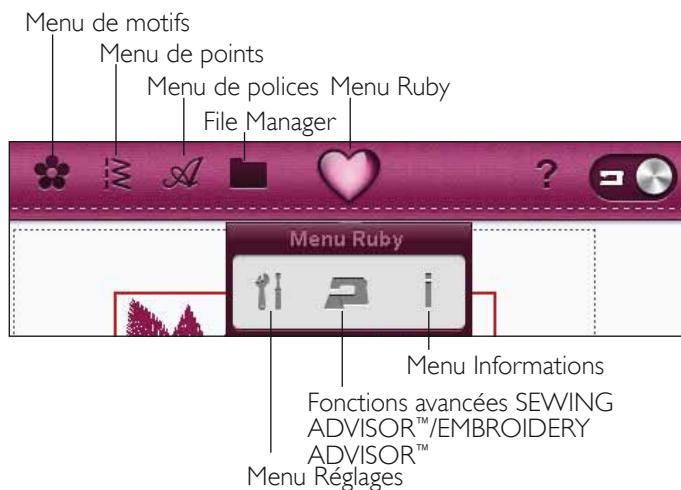 Menu de motifs
Menu de points
Menu de polices Menu Ruby
File Manager
?
Menu Ruby
Menu Informations
Fonctions avancées SEWING
ADVISOR™/EMBROIDERY
ADVISOR™
Menu Réglages